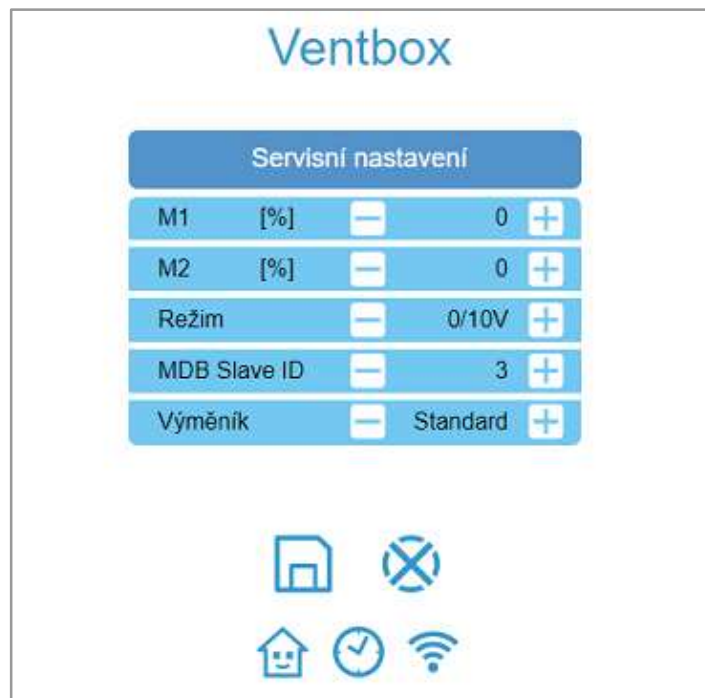 Ventbox
Servisní nastavení
M1 [%] 0
M2 [%] 0
Režim 0/10V
MDB Slave ID 3
Výměník Standard